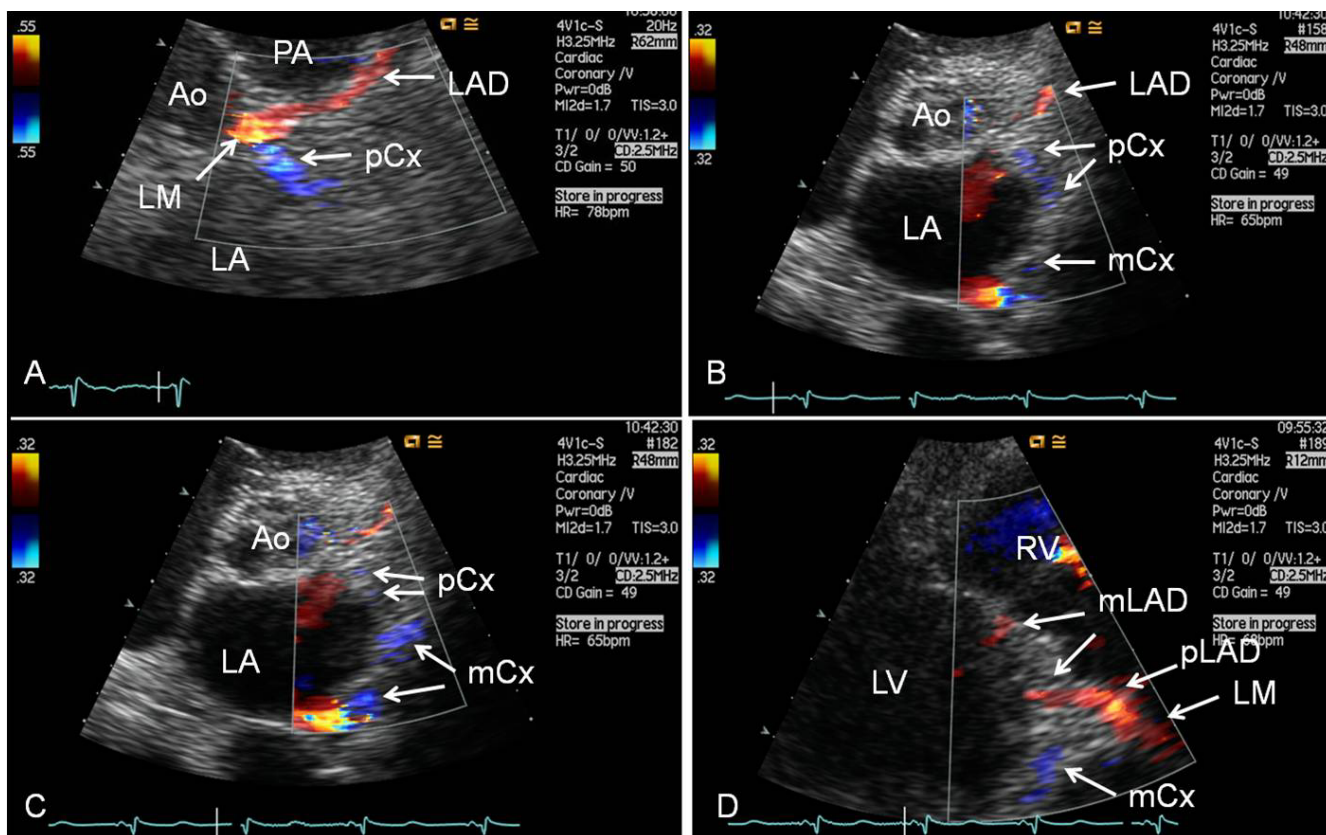 .55
.55
PA
Ao
LAD
pCx
LM
LA
A
4V1c-S 20Hz
H3.25MHz R62mm
Cardiac
Coronary /V
Pwr=0dB
MI2d=1.7 TIS=3.0
T1/ 0/ 0/VV:1.2+
3/2 CD:2.5MHz
CD Gain = 50
Store in progress
HR= 78bpm
.32
.32
Ao
LAD
pCx
LA
mCx
B
10:42:30
4V1c-S #158
H3.25MHz R48mm
Cardiac
Coronary /V
Pwr=0dB
MI2d=1.7 TIS=3.0
T1/ 0/ 0/VV:1.2+
3/2 CD:2.5MHz
CD Gain = 49
Store in progress
HR= 65bpm
.32
.32
Ao
pCx
LA
mCx
C
10:42:30
4V1c-S #182
H3.25MHz R48mm
Cardiac
Coronary /V
Pwr=0dB
MI2d=1.7 TIS=3.0
T1/ 0/ 0/VV:1.2+
3/2 CD:2.5MHz
CD Gain = 49
Store in progress
HR= 65bpm
.32
.32
RV
mLAD
pLAD
LV
LM
mCx
D
09:55:32
4V1c-S #189
H3.25MHz R12mm
Cardiac
Coronary /V
Pwr=0dB
MI2d=1.7 TIS=3.0
T1/ 0/ 0/VV:1.2+
3/2 CD:2.5MHz
CD Gain = 49
Store in progress
HR= 68bpm